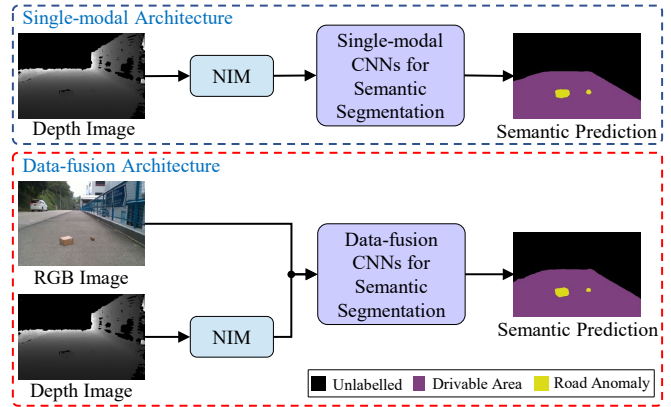 Single-modal Architecture
NIM
Single-modal
CNNs for
Semantic
Segmentation
Depth Image
Semantic Prediction
Data-fusion Architecture
RGB Image
Data-fusion
CNNs for
Semantic
Segmentation
NIM
Depth Image
Semantic Prediction
Unlabelled
Drivable Area
Road Anomaly